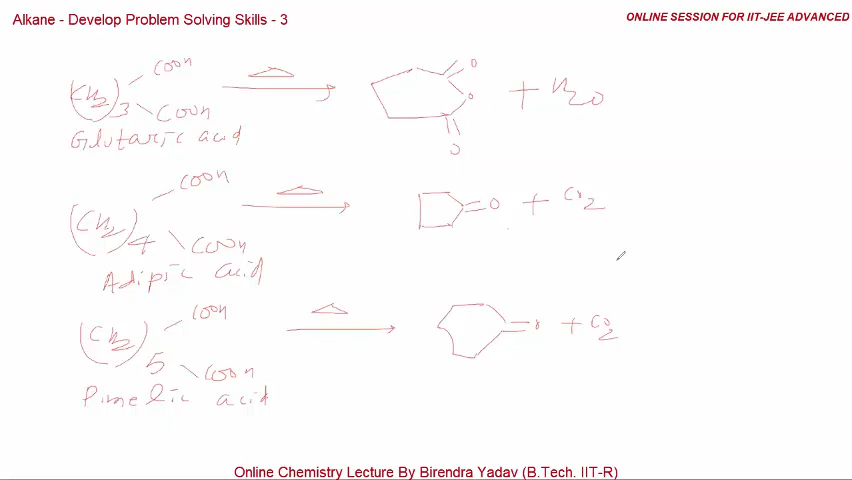 Alkane - Develop Problem Solving Skills - 3
ONLINE SESSION FOR IIT-JEE ADVANCED
(CH2)3 COOH COOH Δ → O O O + H2O
Glutaric acid
(CH2)4 COOH COOH Δ → =O + CO2
Adipic acid
(CH2)5 COOH COOH Δ → =O + CO2
Pimelic acid
Online Chemistry Lecture By Birendra Yadav (B.Tech. IIT-R)